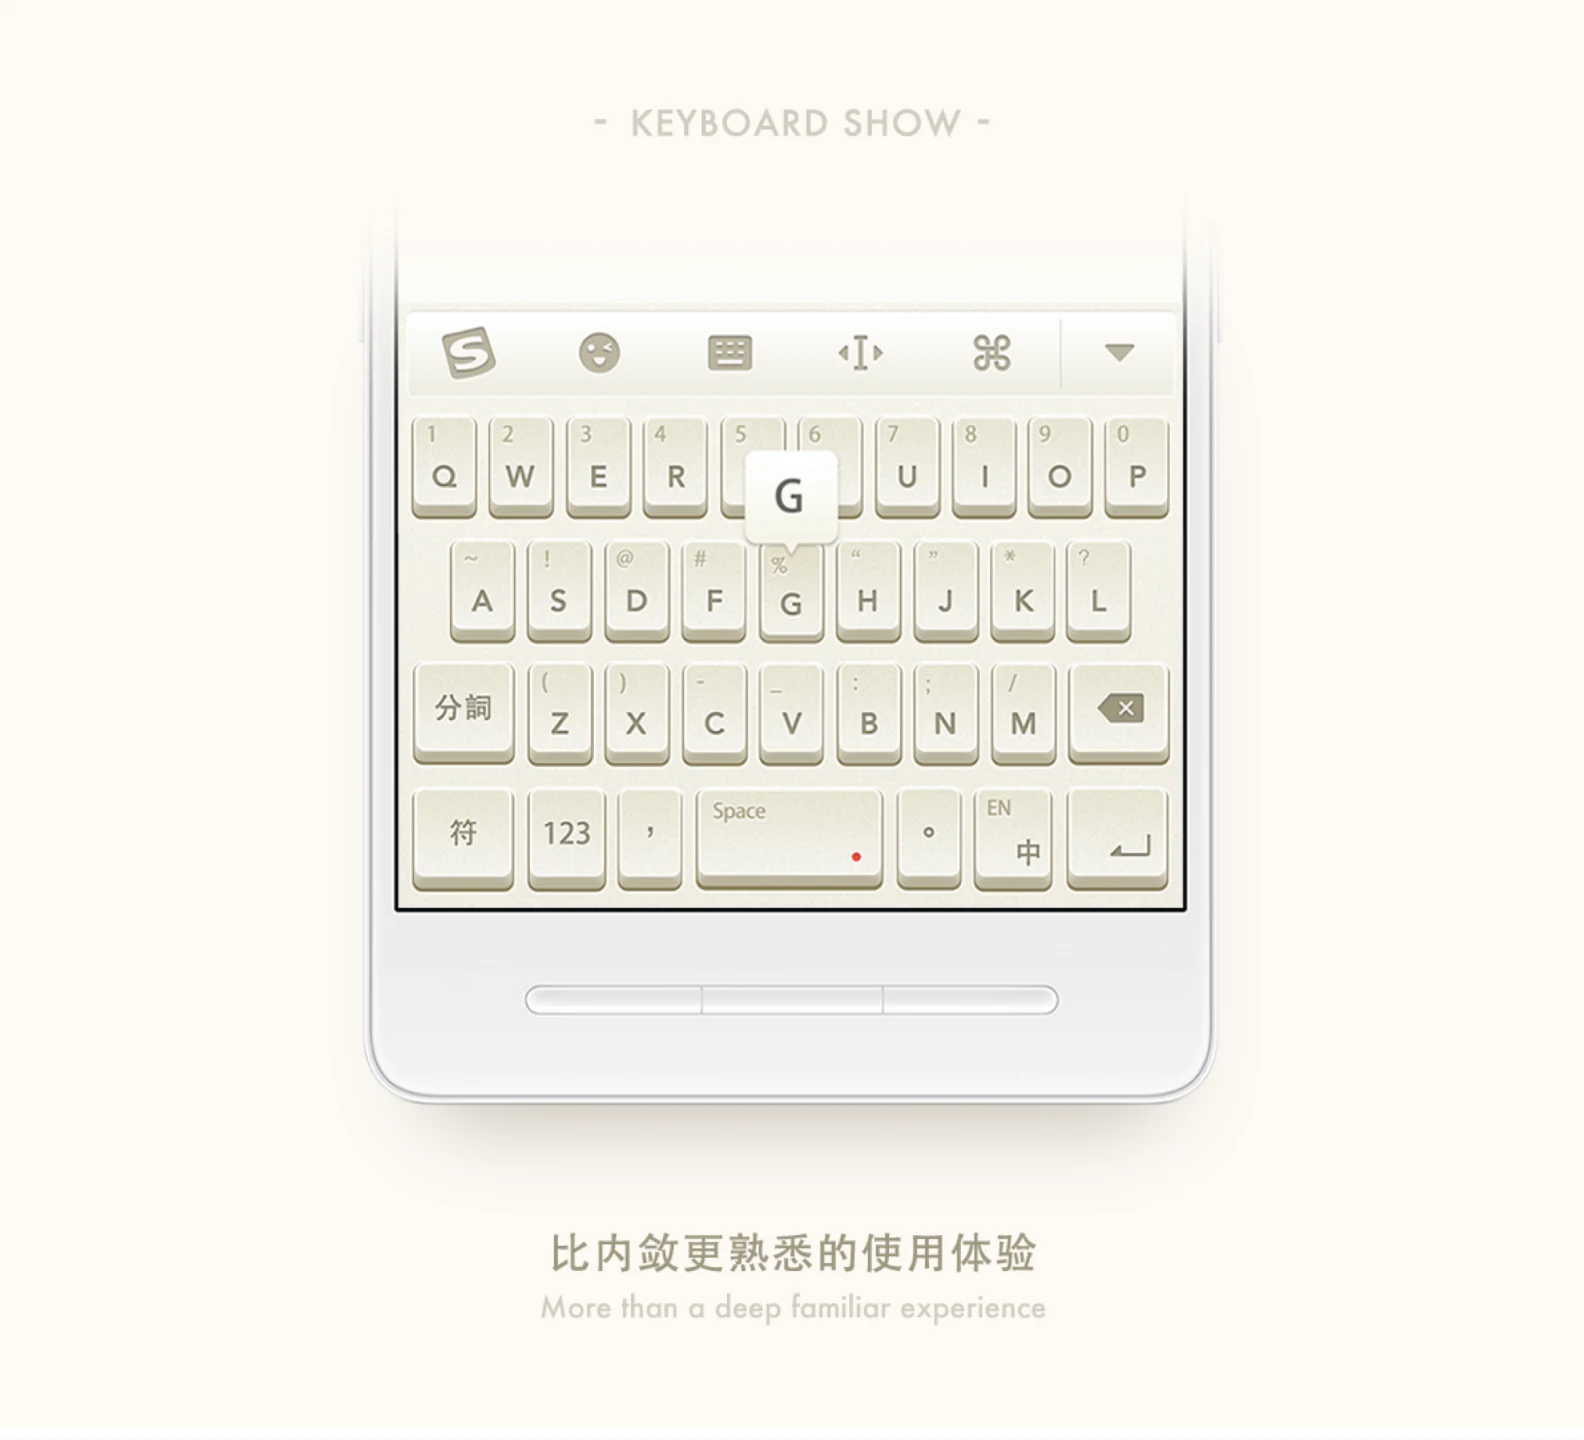 - KEYBOARD SHOW -
1 2 3 4 5 6 7 8 9 0
Q W E R U I O P
G
~ ! @ # % “ ” * ?
A S D F G H J K L
( ) - _ : ; /
分詞 Z X C V B N M
Space EN
符 123 , 。 中
比内敛更熟悉的使用体验
More than a deep familiar experience